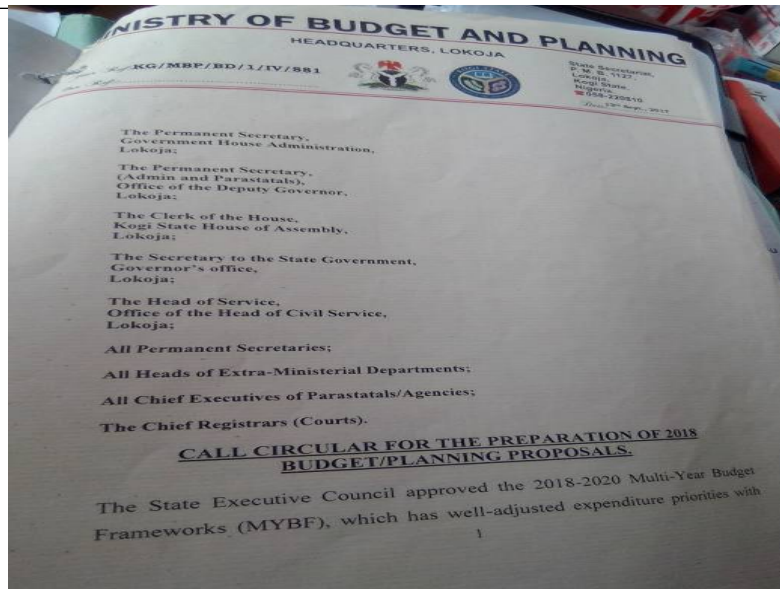 MINISTRY OF BUDGET AND PLANNING
HEADQUARTERS, LOKOJA
KG/MBP/BD/1/IV/881
State Secretariat,
P. M. B. 1127,
Lokoja,
Kogi State,
Nigeria.
The Permanent Secretary,
Government House Administration,
Lokoja;
The Permanent Secretary,
(Admin and Parastatals),
Office of the Deputy Governor,
Lokoja;
The Clerk of the House,
Kogi State House of Assembly,
Lokoja;
The Secretary to the State Government,
Governor's office,
Lokoja;
The Head of Service,
Office of the Head of Civil Service,
Lokoja;
All Permanent Secretaries;
All Heads of Extra-Ministerial Departments;
All Chief Executives of Parastatals/Agencies;
The Chief Registrars (Courts).
CALL CIRCULAR FOR THE PREPARATION OF 2018
BUDGET/PLANNING PROPOSALS.
The State Executive Council approved the 2018-2020 Multi-Year Budget
Frameworks (MYBF), which has well-adjusted expenditure priorities with
1